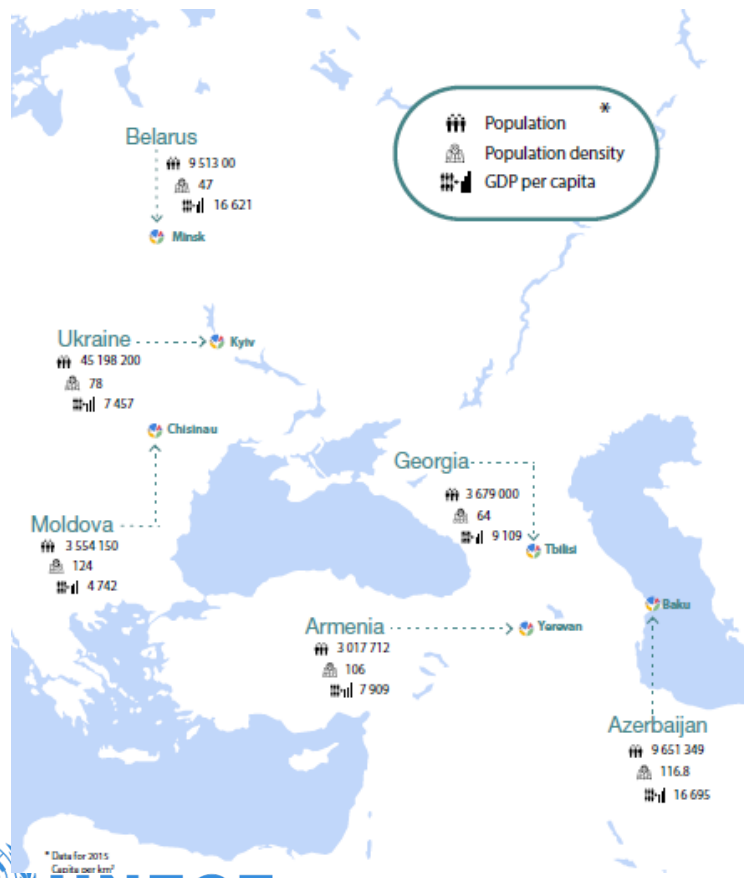 *
Population
Population density
GDP per capita
Belarus
9 513 00
47
16 621
Minsk
Ukraine
Kyiv
45 198 200
78
7 457
Chisinau
Georgia
3 679 000
64
9 109
Tbilisi
Moldova
3 554 150
124
4 742
Baku
Armenia
Yerevan
3 017 712
106
7 909
Azerbaijan
9 651 349
116.8
16 695
* Data for 2015
Capita per km²